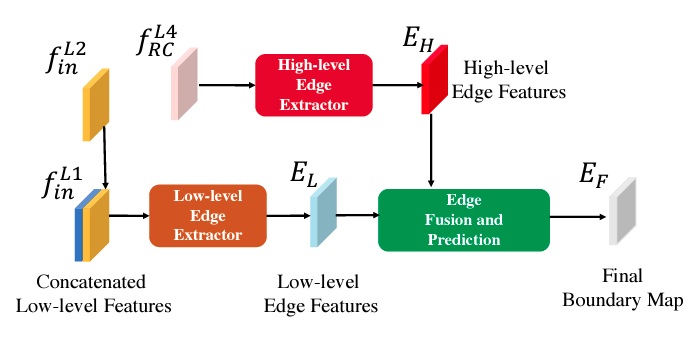 f_{in}^{L2}
f_{RC}^{L4}
High-level
Edge
Extractor
E_H
High-level
Edge Features
f_{in}^{L1}
Low-level
Edge
Extractor
E_L
Edge
Fusion and
Prediction
E_F
Concatenated
Low-level Features
Low-level
Edge Features
Final
Boundary Map